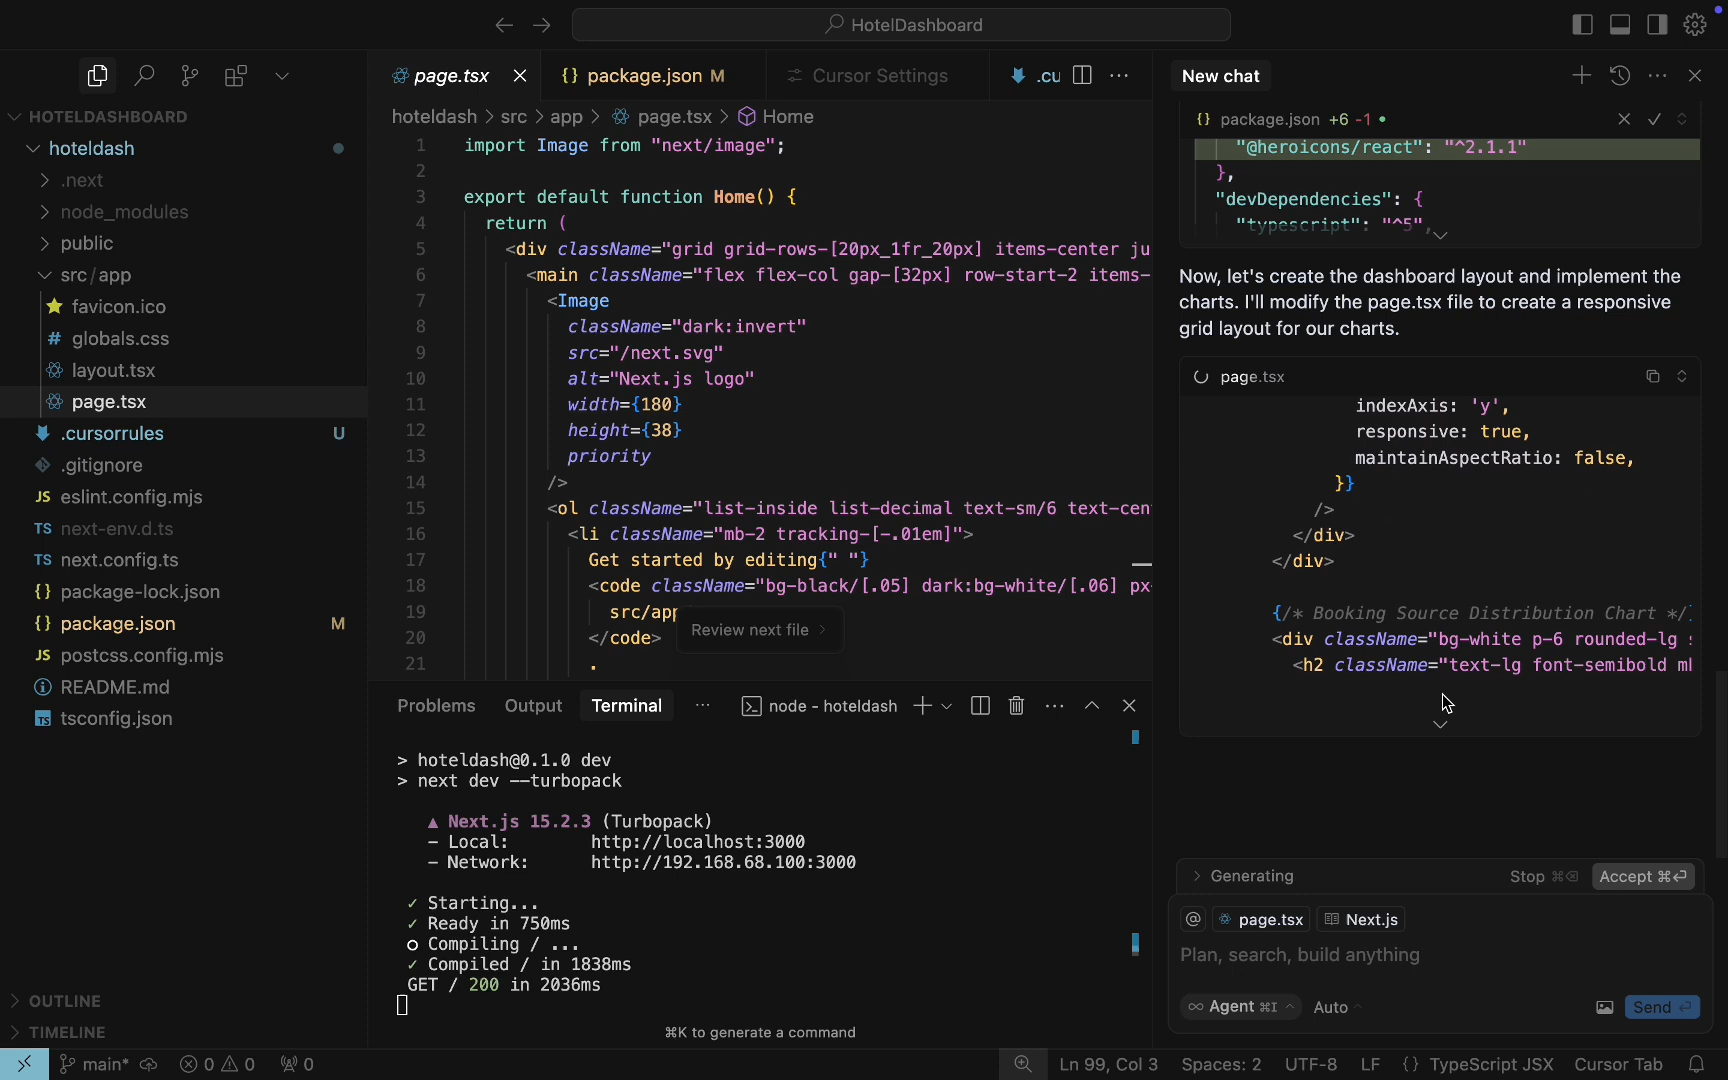 HotelDashboard
HOTELDASHBOARD
hoteldash
.next
node_modules
public
src/app
favicon.ico
# globals.css
layout.tsx
page.tsx
.cursorrules U
.gitignore
JS eslint.config.mjs
TS next-env.d.ts
TS next.config.ts
{} package-lock.json
{} package.json M
JS postcss.config.mjs
README.md
TS tsconfig.json
OUTLINE
TIMELINE
page.tsx
{} package.json M
Cursor Settings
.cu
hoteldash > src > app > page.tsx > Home
1 import Image from "next/image";
2
3 export default function Home() {
4 return (
5 <div className="grid grid-rows-[20px_1fr_20px] items-center ju
6 <main className="flex flex-col gap-[32px] row-start-2 items-
7 <Image
8 className="dark:invert"
9 src="/next.svg"
10 alt="Next.js logo"
11 width={180}
12 height={38}
13 priority
14 />
15 <ol className="list-inside list-decimal text-sm/6 text-cen
16 <li className="mb-2 tracking-[-.01em]">
17 Get started by editing{" "}
18 <code className="bg-black/[.05] dark:bg-white/[.06] px-
19 src/app
20 </code>
21 .
Review next file >
Problems
Output
Terminal
node - hoteldash
> hoteldash@0.1.0 dev
> next dev --turbopack
▲ Next.js 15.2.3 (Turbopack)
- Local: http://localhost:3000
- Network: http://192.168.68.100:3000
✓ Starting...
✓ Ready in 750ms
○ Compiling / ...
✓ Compiled / in 1838ms
GET / 200 in 2036ms
⌘K to generate a command
New chat
{} package.json +6 -1 •
"@heroicons/react": "^2.1.1"
},
"devDependencies": {
"typescript": "^5",
Now, let's create the dashboard layout and implement the
charts. I'll modify the page.tsx file to create a responsive
grid layout for our charts.
page.tsx
indexAxis: 'y',
responsive: true,
maintainAspectRatio: false,
}}
/>
</div>
</div>
{/* Booking Source Distribution Chart */
<div className="bg-white p-6 rounded-lg s
<h2 className="text-lg font-semibold m
> Generating
Stop ⌘⌫
Accept ⌘⏎
@
page.tsx
Next.js
Plan, search, build anything
∞ Agent ⌘I
Auto
Send ⏎
main*
0
0
0
Ln 99, Col 3
Spaces: 2
UTF-8
LF
{} TypeScript JSX
Cursor Tab